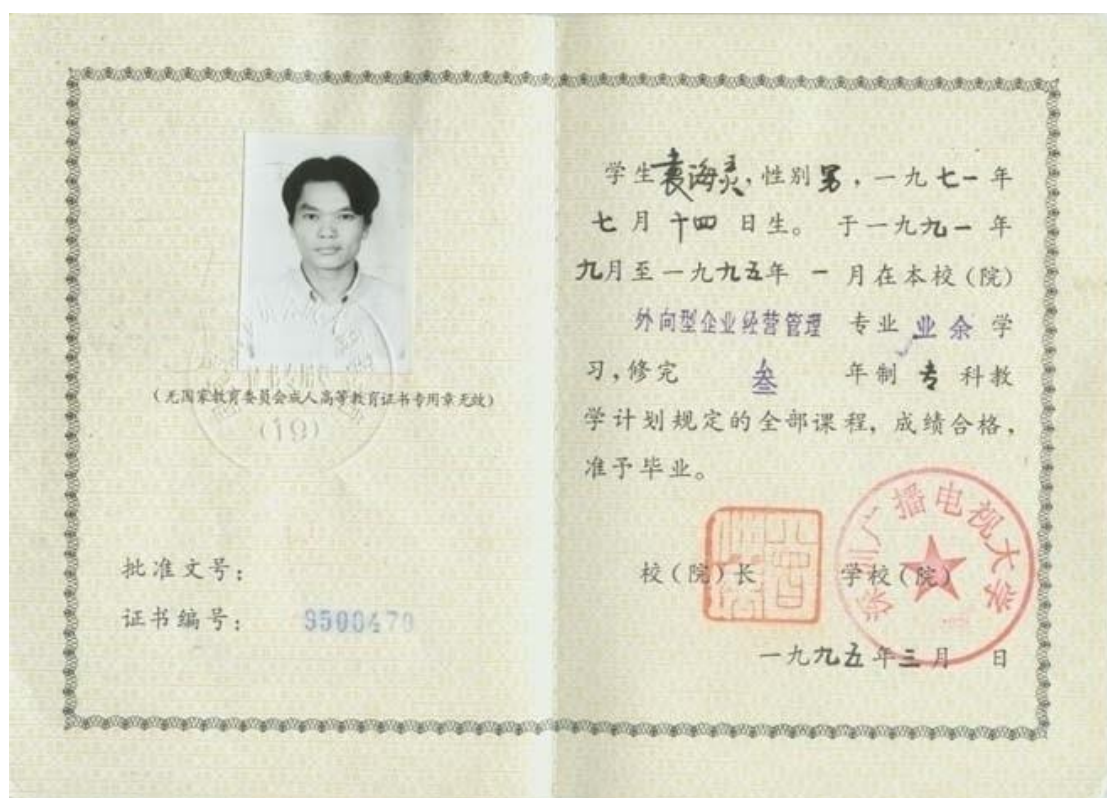 (无国家教育委员会成人高等教育证书专用章无效)
(19)
批准文号:
证书编号: 9500470
学生袁海灵,性别男,一九七一年
七月十四日生。于一九九一年
九月至一九九五年一月在本校(院)
外向型企业经营管理 专业 业余 学
习,修完 叁 年制 专 科教
学计划规定的全部课程,成绩合格,
准予毕业。
校(院)长 学校(院)
广播电视大学
一九九五年三月 日